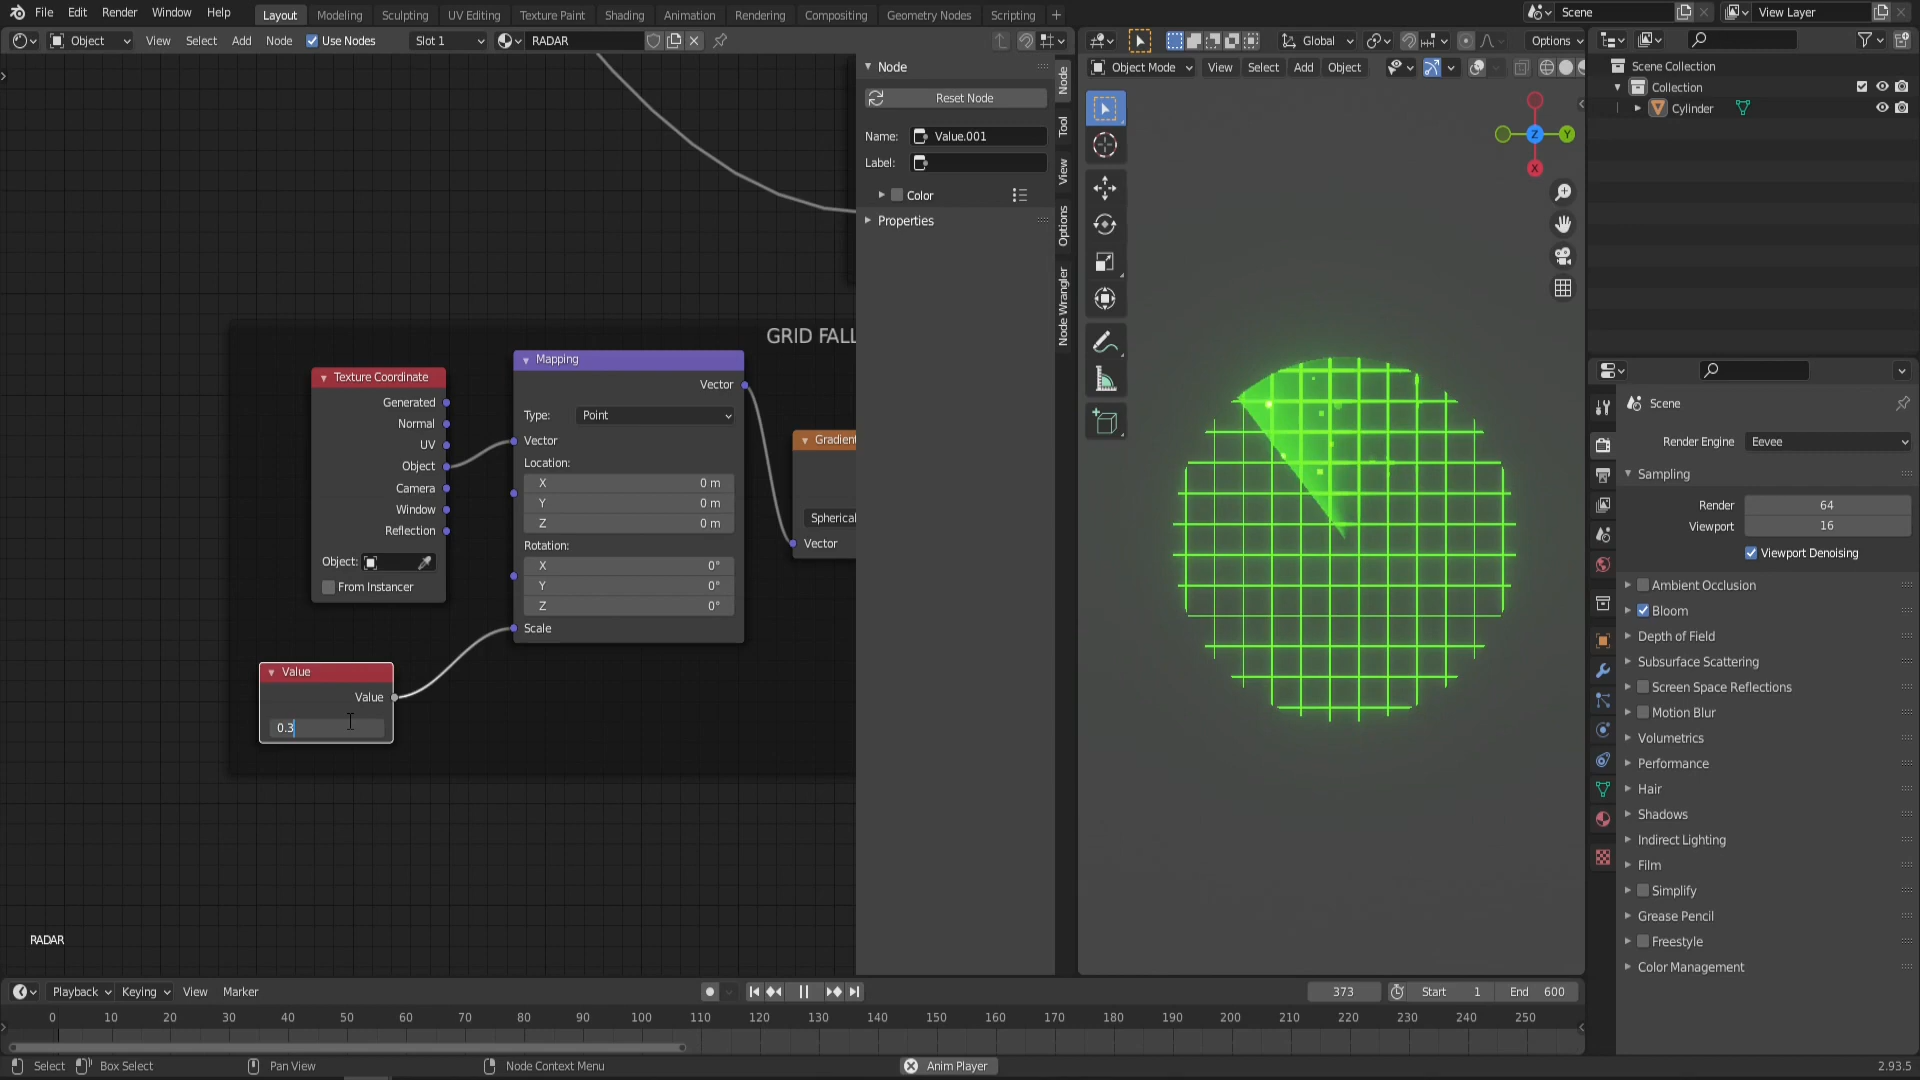 File Edit Render Window Help
Layout Modeling Sculpting UV Editing Texture Paint Shading Animation Rendering Compositing Geometry Nodes Scripting +
Scene
View Layer
Object View Select Add Node Use Nodes Slot 1 RADAR
Global Options
Object Mode View Select Add Object
Scene Collection
Collection
Cylinder
Node
Reset Node
Name: Value.001
Label:
Color
Properties
Node
Tool
View
Options
Node Wrangler
X
Y
Z
GRID FALL
Texture Coordinate
Generated
Normal
UV
Object
Camera
Window
Reflection
Object:
From Instancer
Mapping
Vector
Type: Point
Vector
Location:
X 0 m
Y 0 m
Z 0 m
Rotation:
X 0°
Y 0°
Z 0°
Scale
Gradient
Spherical
Vector
Value
Value
0.3
RADAR
Scene
Render Engine Eevee
Sampling
Render 64
Viewport 16
Viewport Denoising
Ambient Occlusion
Bloom
Depth of Field
Subsurface Scattering
Screen Space Reflections
Motion Blur
Volumetrics
Performance
Hair
Shadows
Indirect Lighting
Film
Simplify
Grease Pencil
Freestyle
Color Management
Playback Keying View Marker
373 Start 1 End 600
0 10 20 30 40 50 60 70 80 90 100 110 120 130 140 150 160 170 180 190 200 210 220 230 240 250
Select Box Select Pan View Node Context Menu Anim Player 2.93.5